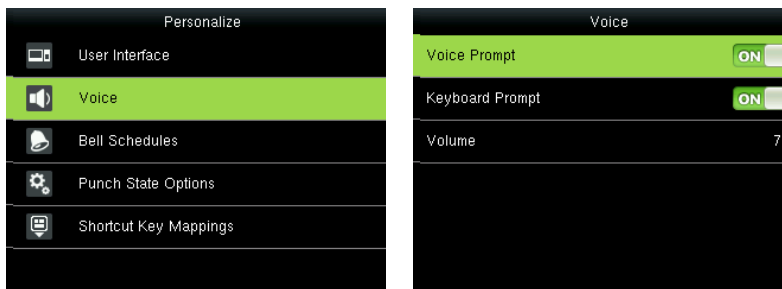 Personalize
User Interface
Voice
Bell Schedules
Punch State Options
Shortcut Key Mappings
Voice
Voice Prompt ON
Keyboard Prompt ON
Volume 7